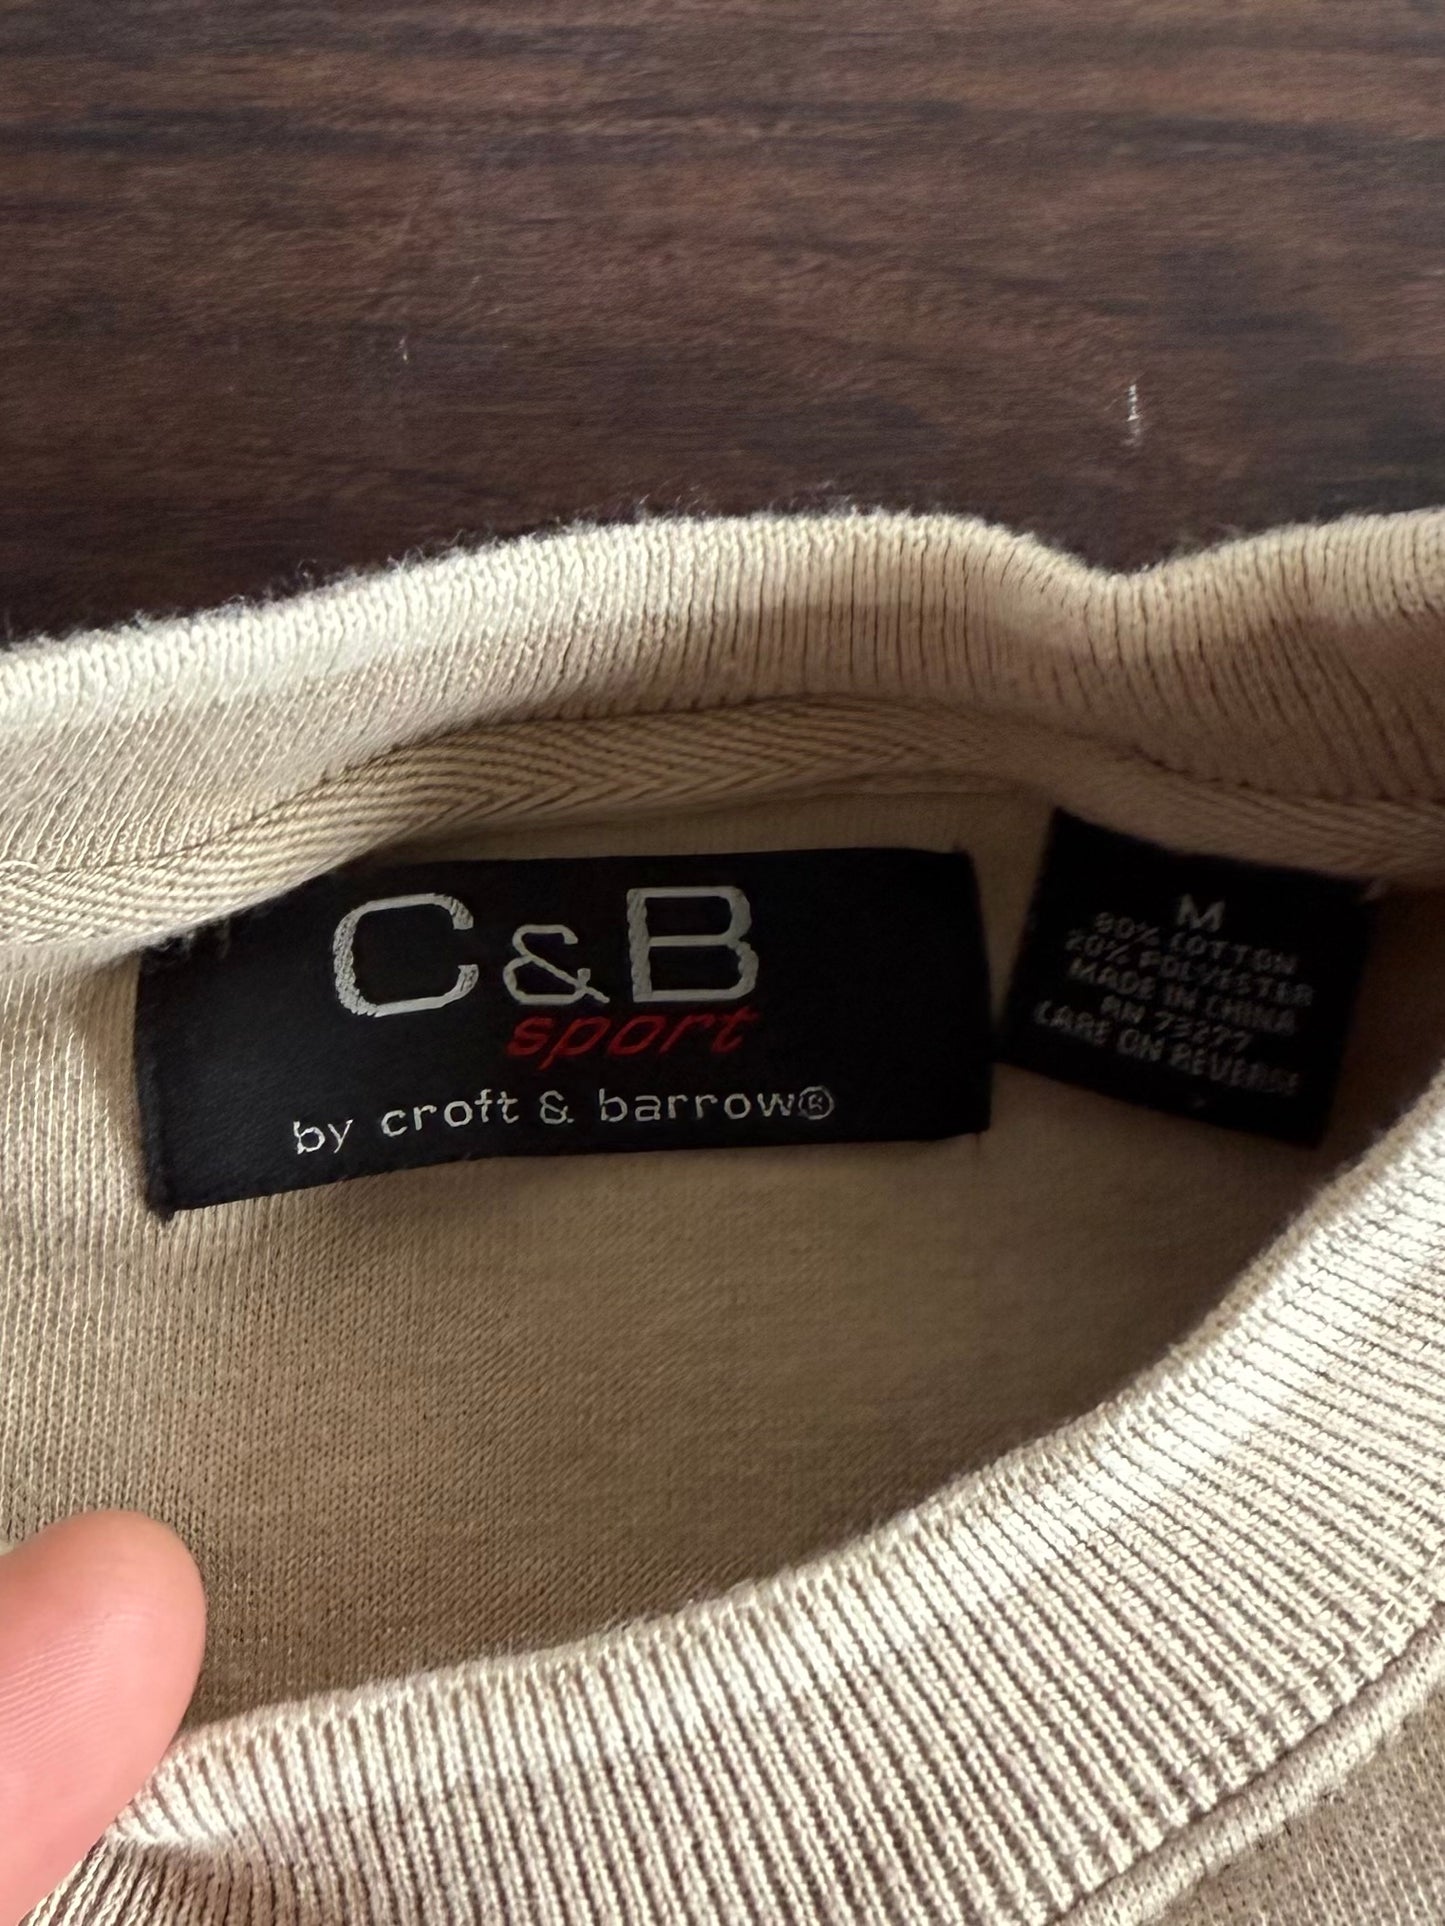 C&B
sport
by croft & barrow®
M
80% COTTON
20% POLYESTER
MADE IN CHINA
RN 73277
CARE ON REVERSE